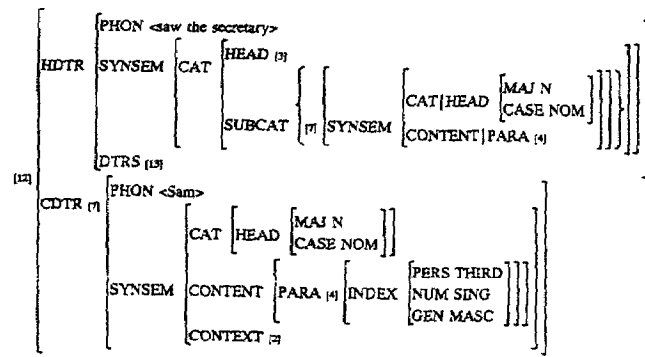 PHON <saw the secretary>
HDTR SYNSEM CAT HEAD [3]
SUBCAT [7] SYNSEM CAT|HEAD MAJ N
CASE NOM
CONTENT|PARA [4]
DTRS [13]
[12]
CDTR [7] PHON <Sam>
SYNSEM CAT HEAD MAJ N
CASE NOM
CONTENT PARA [4] INDEX PERS THIRD
NUM SING
GEN MASC
CONTEXT [2]